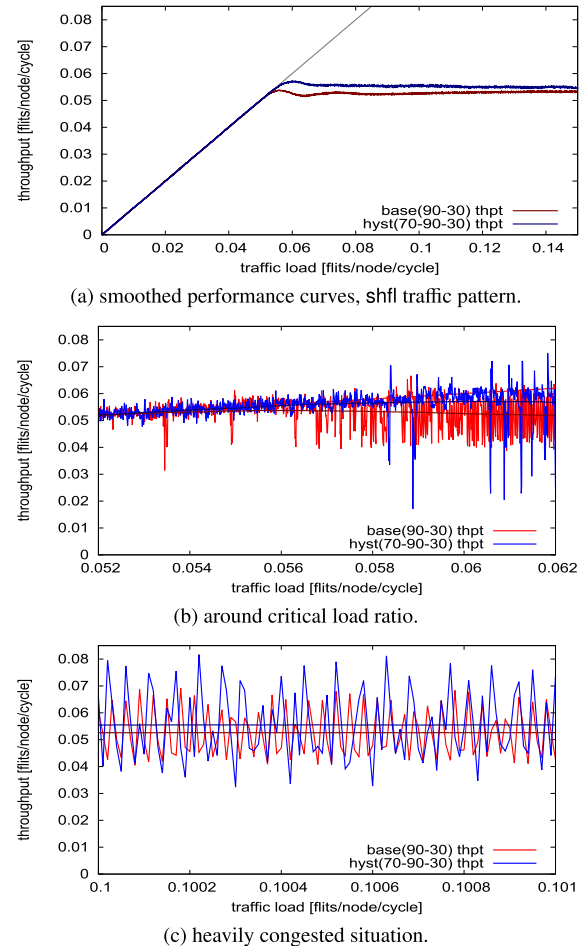 0.08
0.07
0.06
0.05
0.04
0.03
0.02
0.01
0
throughput [flits/node/cycle]
base(90-30) thpt
hyst(70-90-30) thpt
0 0.02 0.04 0.06 0.08 0.1 0.12 0.14
traffic load [flits/node/cycle]
(a) smoothed performance curves, shfl traffic pattern.
0.08
0.07
0.06
0.05
0.04
0.03
0.02
0.01
0
throughput [flits/node/cycle]
base(90-30) thpt
hyst(70-90-30) thpt
0.052 0.054 0.056 0.058 0.06 0.062
traffic load [flits/node/cycle]
(b) around critical load ratio.
0.08
0.07
0.06
0.05
0.04
0.03
0.02
0.01
0
throughput [flits/node/cycle]
base(90-30) thpt
hyst(70-90-30) thpt
0.1 0.1002 0.1004 0.1006 0.1008 0.101
traffic load [flits/node/cycle]
(c) heavily congested situation.